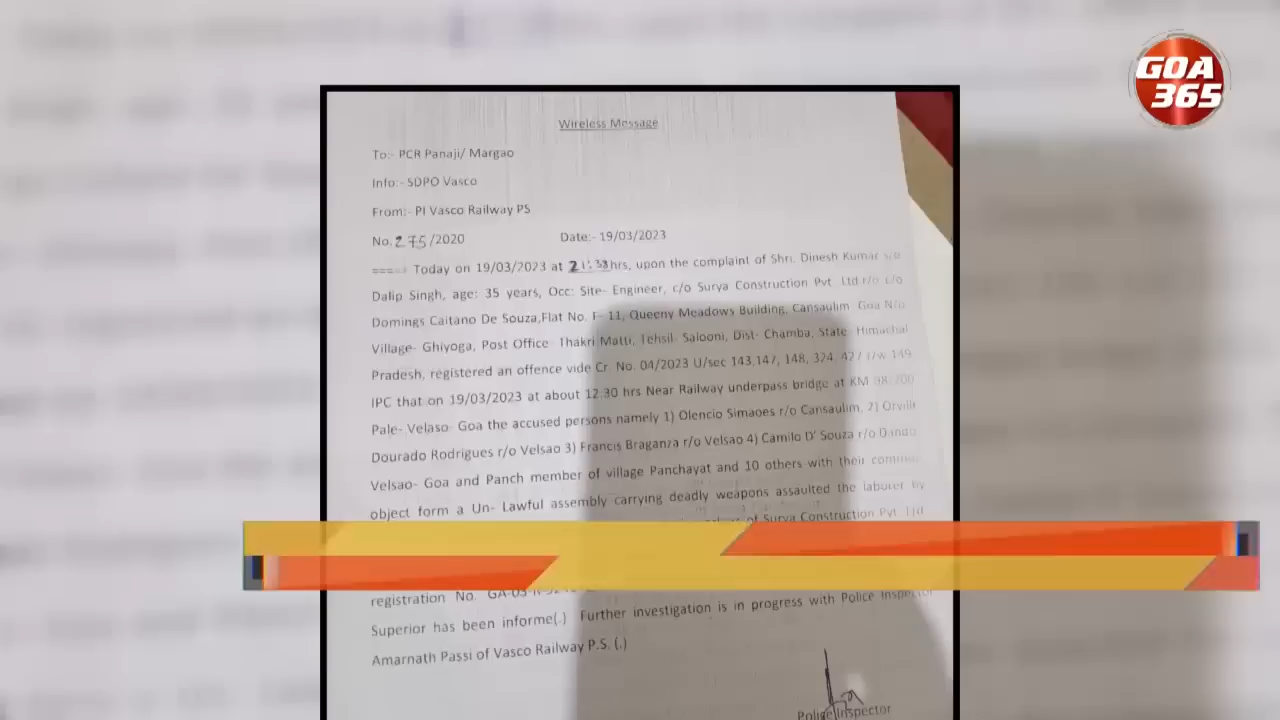 GOA
365
Wireless Message
To:- PCR Panaji/ Margao
Info:- SDPO Vasco
From:- PI Vasco Railway PS
No.275/2020 Date:- 19/03/2023
===== Today on 19/03/2023 at hrs, upon the complaint of Shri. Dinesh Kumar s/o
Dalip Singh, age: 35 years, Occ: Site- Engineer, c/o Surya Construction Pvt. Ltd r/o C/o
Domings Caitano De Souza,Flat No. F- 11, Queeny Meadows Building, Cansaulim Goa N/o
Village- Ghiyoga, Post Office- Thakri Matti, Tehsil- Salooni, Dist- Chamba, State- Himachal
Pradesh, registered an offence vide Cr. No. 04/2023 U/sec 143,147, 148, 324, 427 r/w 149
IPC that on 19/03/2023 at about 12.30 hrs Near Railway underpass bridge at KM
Pale- Velaso- Goa the accused persons namely 1) Olencio Simaoes r/o Cansaulim, 2) Orville
Dourado Rodrigues r/o Velsao 3) Francis Braganza r/o Velsao 4) Camilo D' Souza r/o
Velsao- Goa and Panch member of village Panchayat and 10 others with their common
object form a Un- Lawful assembly carrying deadly weapons assaulted the laborer by
of Surya Construction Pvt. Ltd
registration No.
Superior has been informe(.) Further investigation is in progress with Police Inspector
Amarnath Passi of Vasco Railway P.S. (.)
Police Inspector